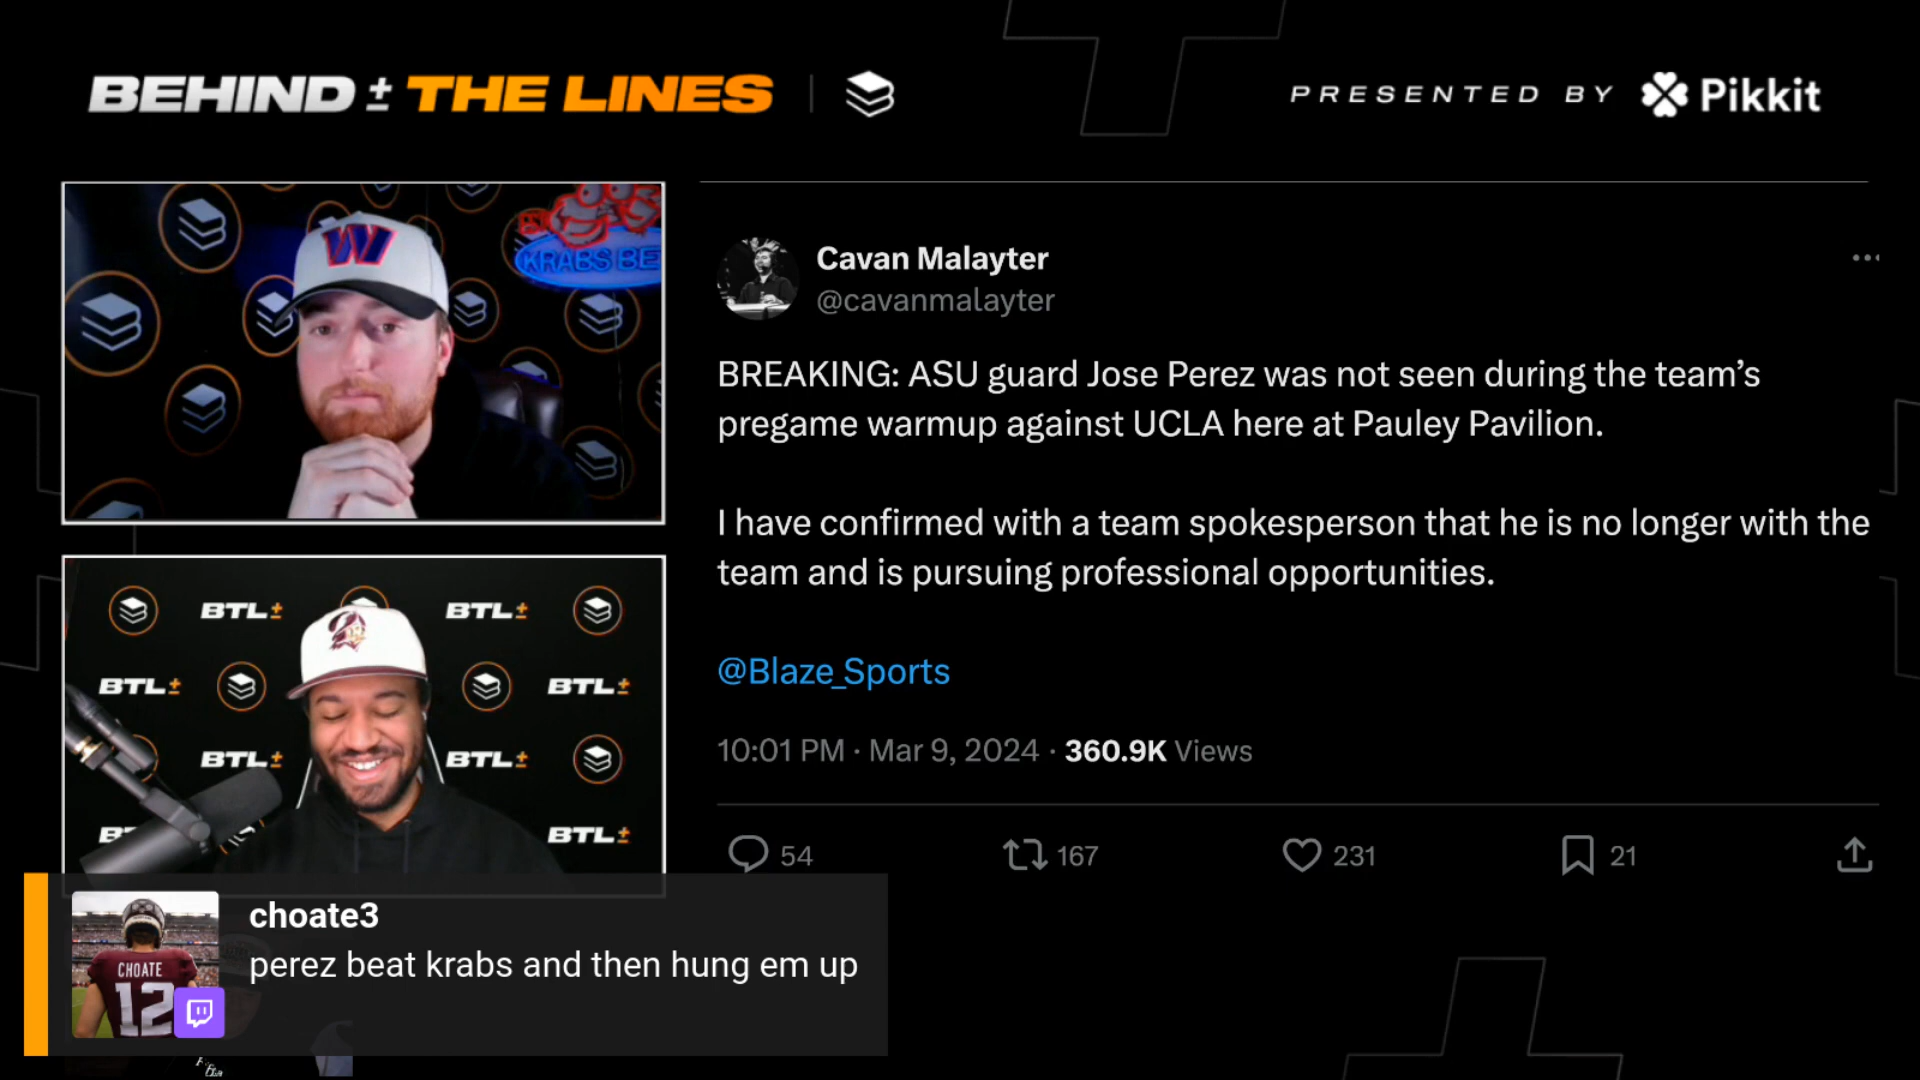 BEHIND ± THE LINES
PRESENTED BY Pikkit
W
KRABS BE
Cavan Malayter
@cavanmalayter
BREAKING: ASU guard Jose Perez was not seen during the team’s
pregame warmup against UCLA here at Pauley Pavilion.
I have confirmed with a team spokesperson that he is no longer with the
team and is pursuing professional opportunities.
@Blaze_Sports
10:01 PM · Mar 9, 2024 · 360.9K Views
54 167 231 21
BTL± BTL±
BTL± BTL±
BTL± BTL±
BTL±
choate3
perez beat krabs and then hung em up
CHOATE
12